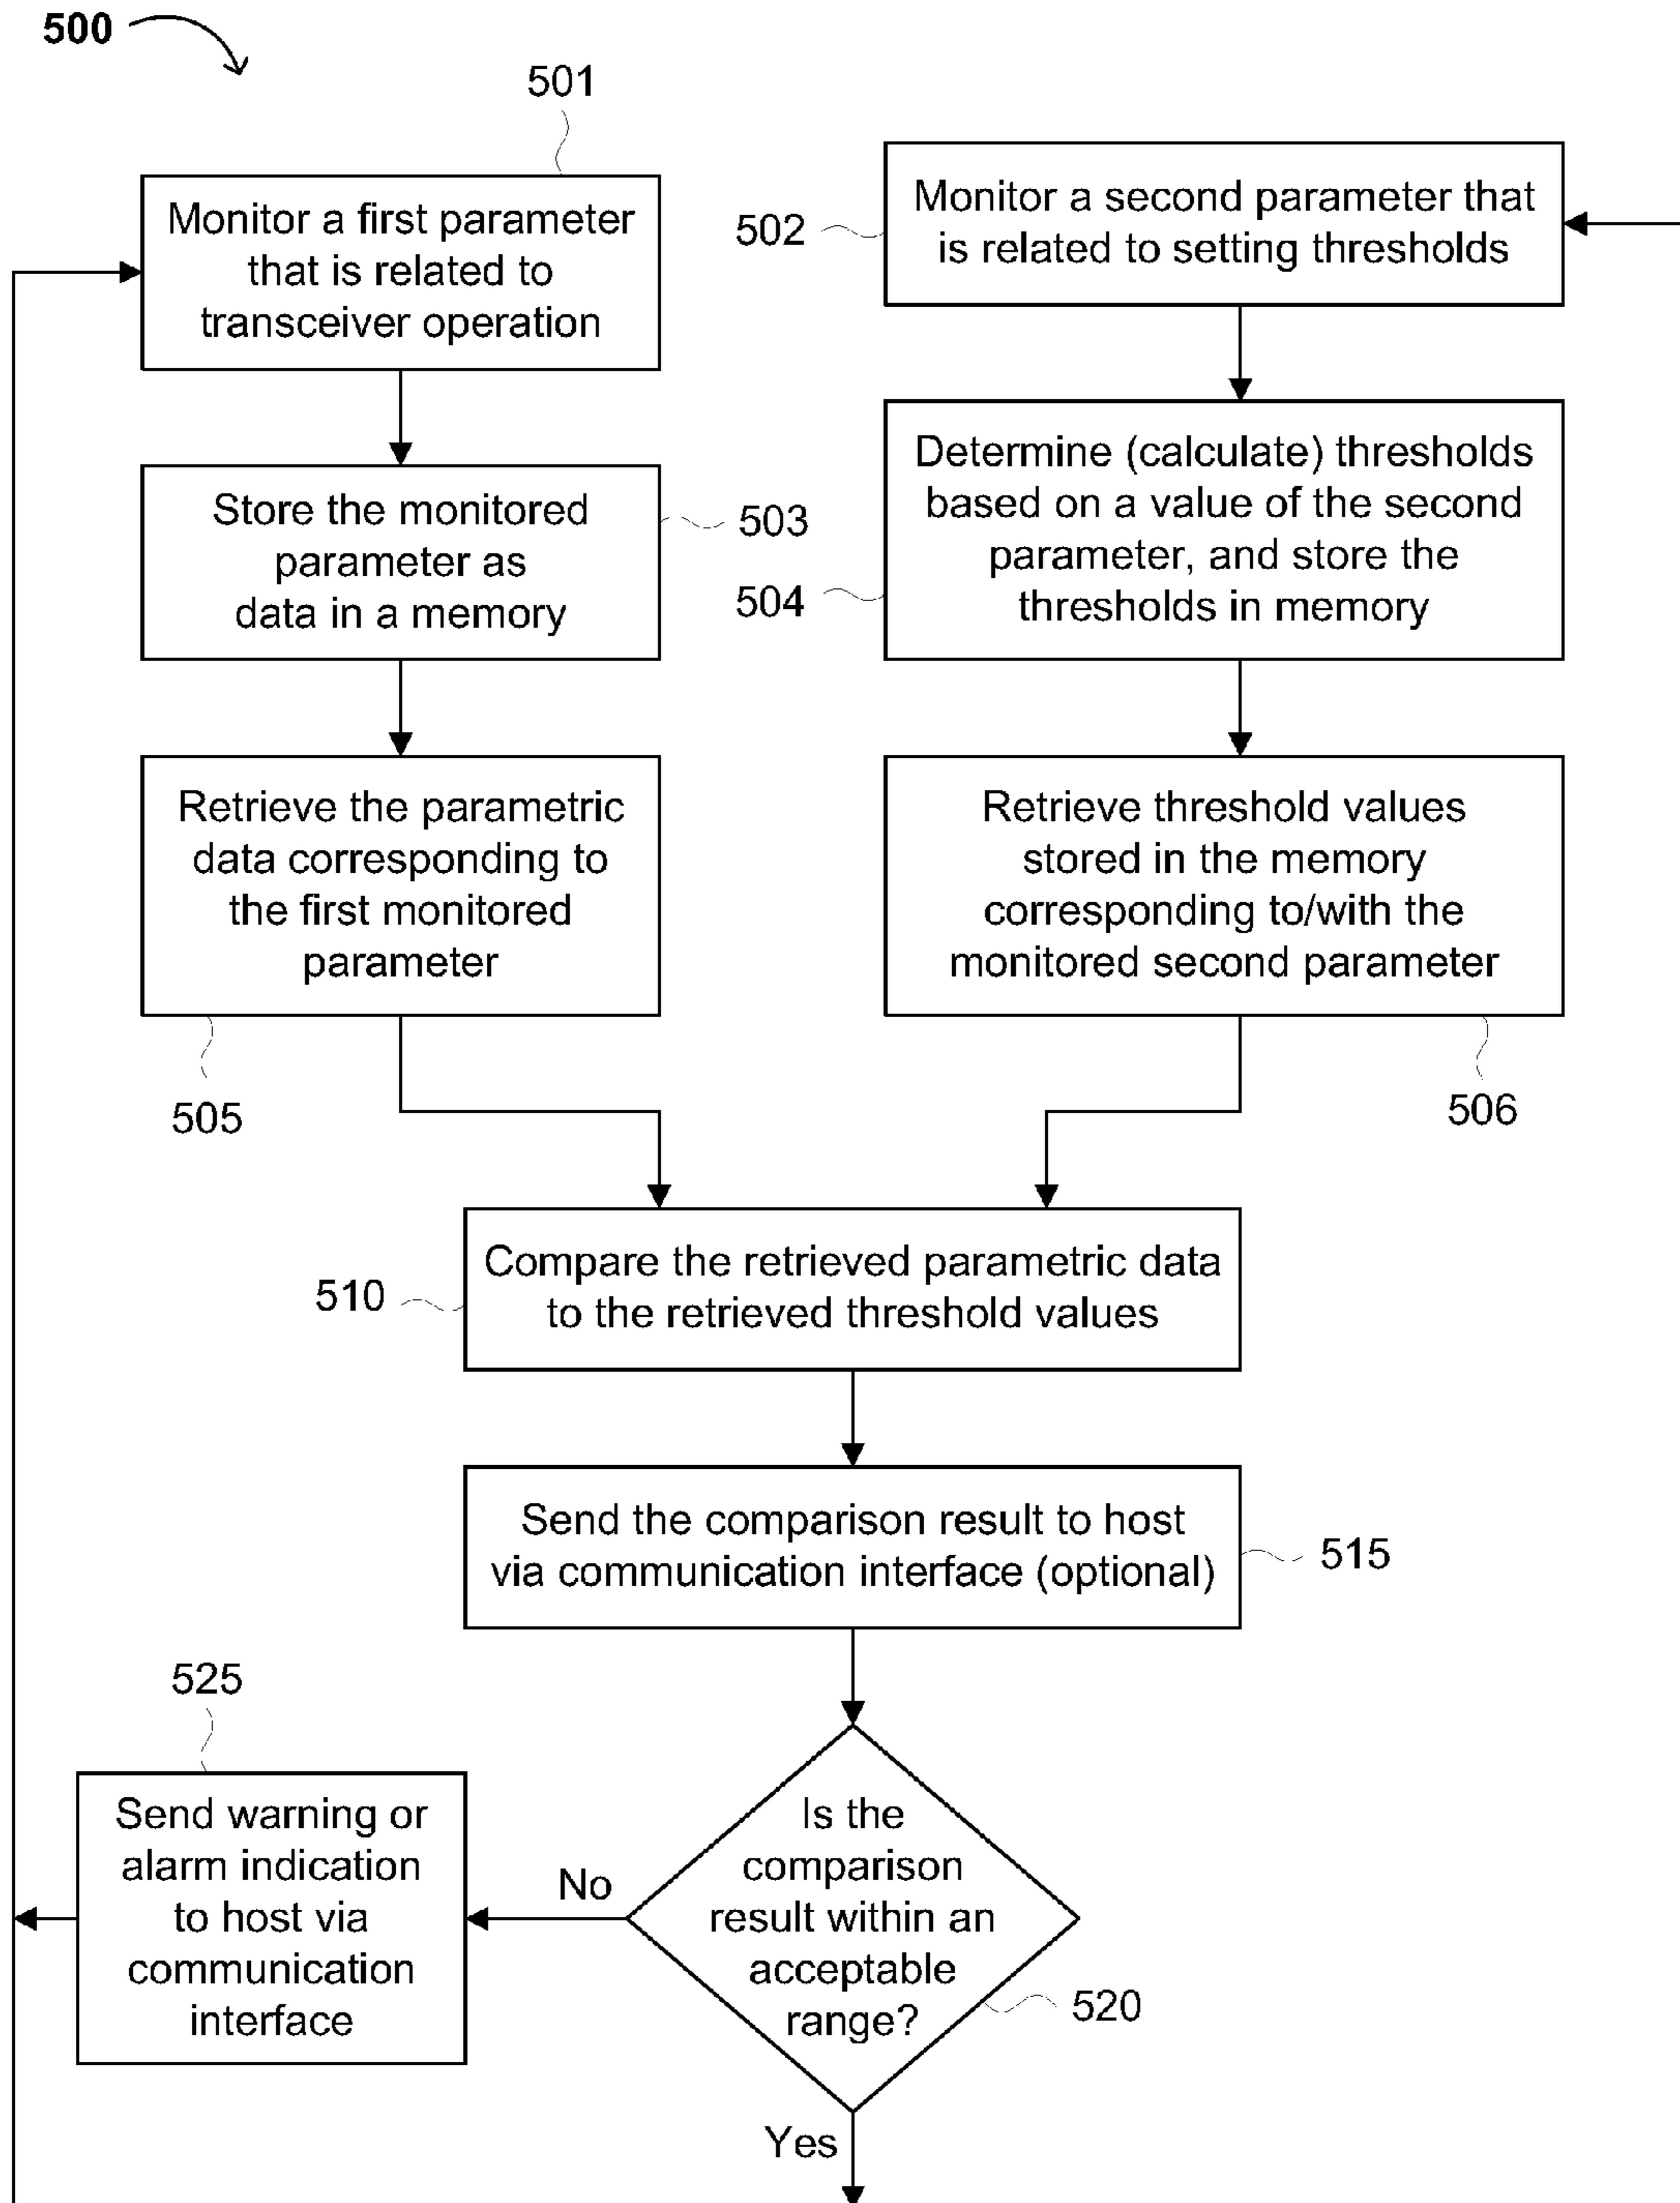 500
501
Monitor a first parameter
that is related to
transceiver operation
502
Monitor a second parameter that
is related to setting thresholds
Store the monitored
parameter as
data in a memory
503
504
Determine (calculate) thresholds
based on a value of the second
parameter, and store the
thresholds in memory
Retrieve the parametric
data corresponding to
the first monitored
parameter
505
Retrieve threshold values
stored in the memory
corresponding to/with the
monitored second parameter
506
510
Compare the retrieved parametric data
to the retrieved threshold values
Send the comparison result to host
via communication interface (optional)
515
525
Send warning or
alarm indication
to host via
communication
interface
No
Is the
comparison
result within an
acceptable
range?
520
Yes